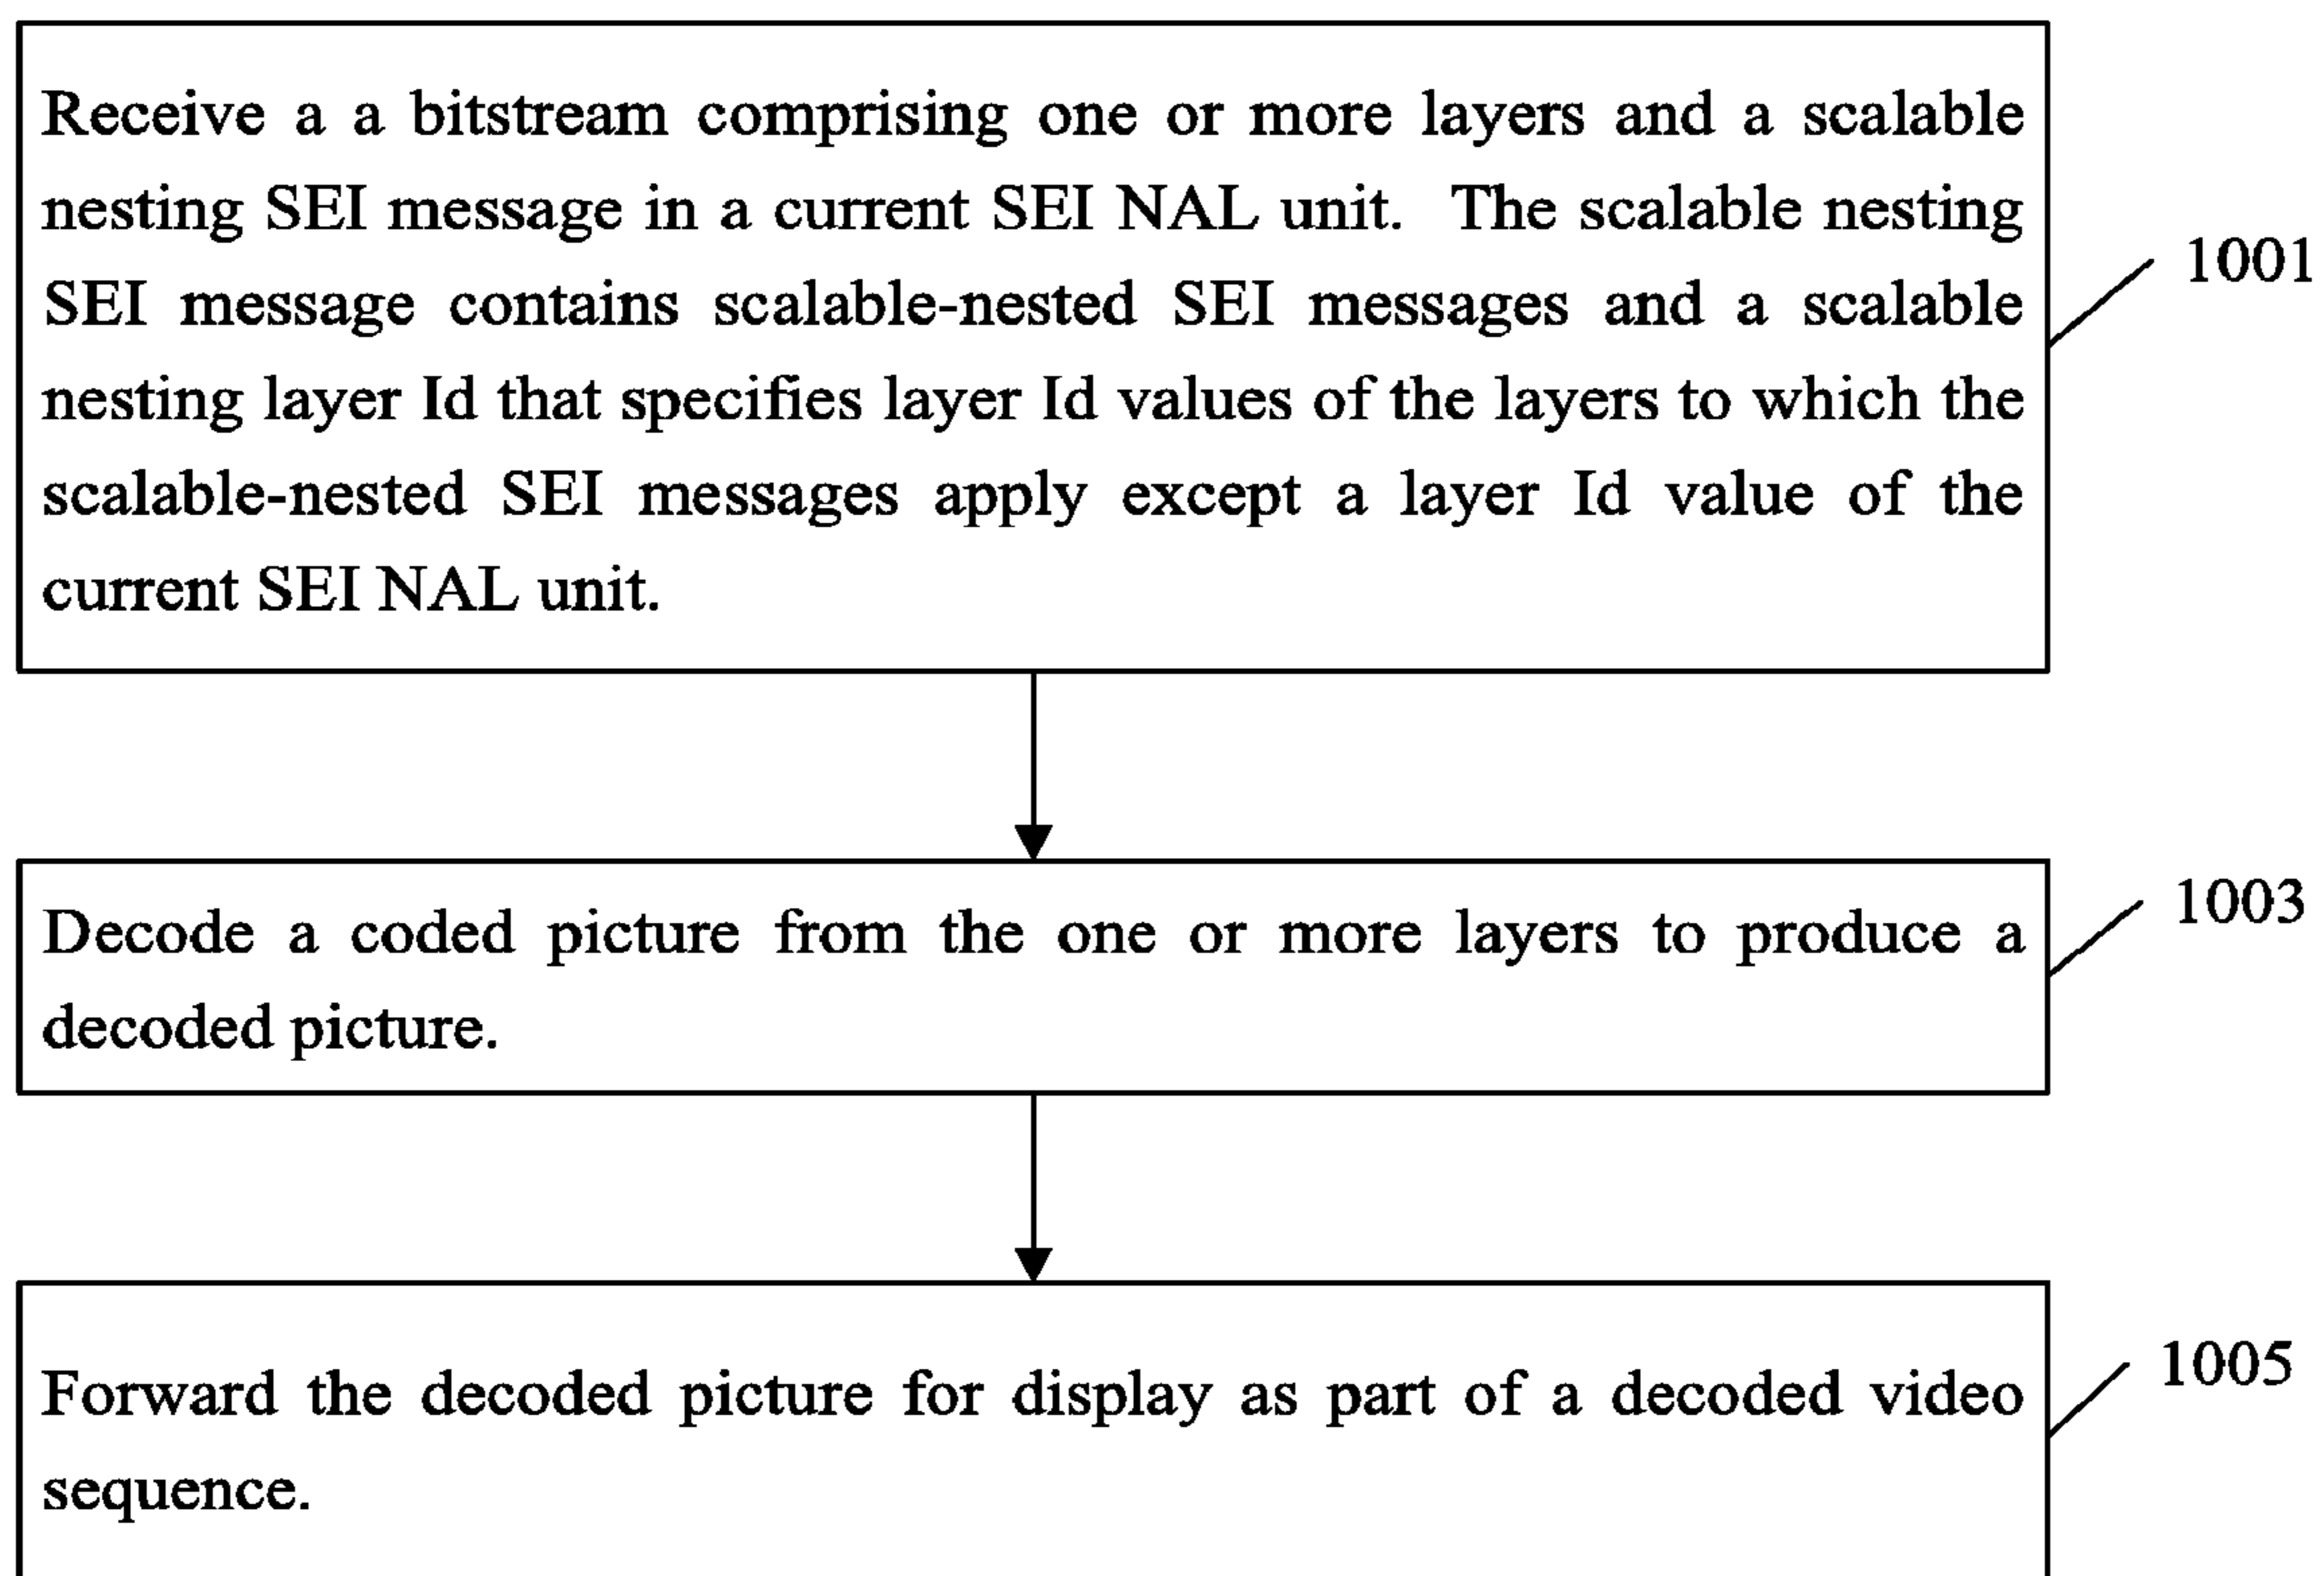 Receive a a bitstream comprising one or more layers and a scalable
nesting SEI message in a current SEI NAL unit. The scalable nesting
SEI message contains scalable-nested SEI messages and a scalable
nesting layer Id that specifies layer Id values of the layers to which the
scalable-nested SEI messages apply except a layer Id value of the
current SEI NAL unit.
1001
Decode a coded picture from the one or more layers to produce a
decoded picture.
1003
Forward the decoded picture for display as part of a decoded video
sequence.
1005